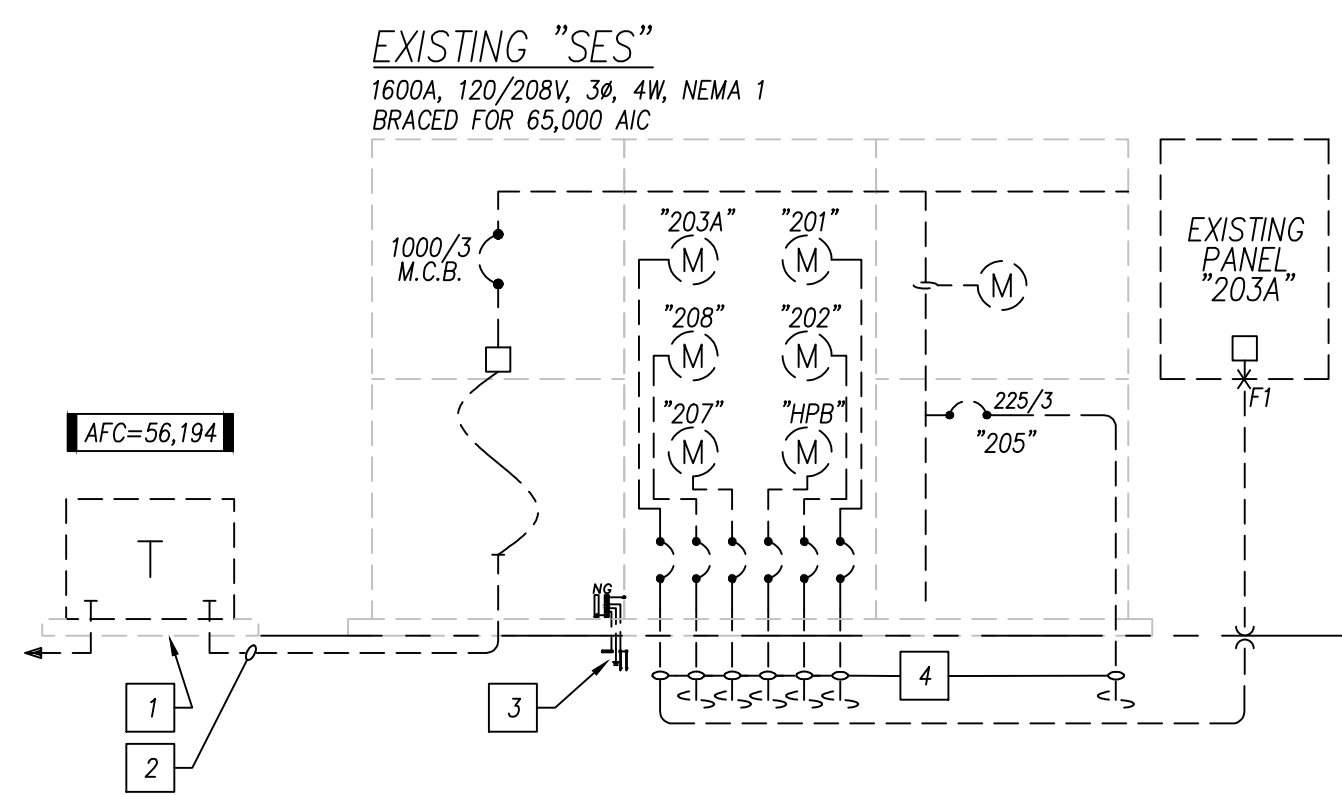 EXISTING "SES"
1600A, 120/208V, 3ø, 4W, NEMA 1
BRACED FOR 65,000 AIC
1000/3
M.C.B.
"203A"
"201"
M
M
"208"
"202"
M
M
"207"
"HPB"
M
M
M
225/3
"205"
EXISTING
PANEL
"203A"
F1
AFC=56,194
T
NG
1
2
3
4